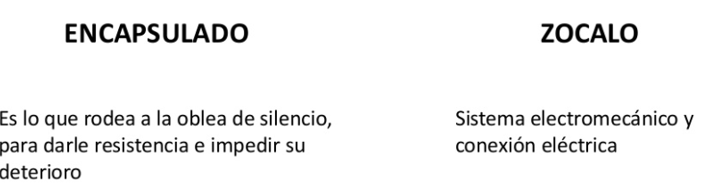 ENCAPSULADO
Es lo que rodea a la oblea de silencio,
para darle resistencia e impedir su
deterioro
ZOCALO
Sistema electromecánico y
conexión eléctrica